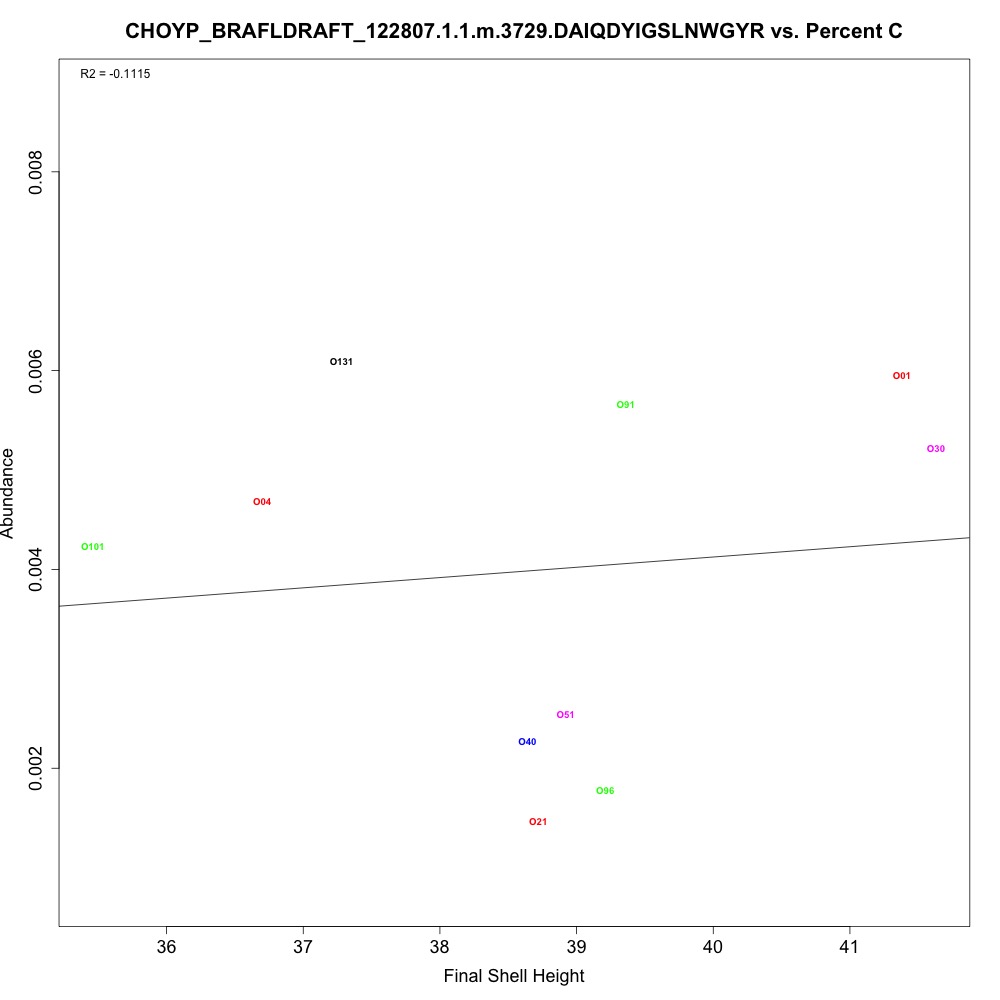 CHOYP_BRAFLDRAFT_122807.1.1.m.3729.DAIQDYIGSLNWGYR vs. Percent C
R2 = -0.1115
0.008
0.006
0.004
0.002
Abundance
O131
O01
O91
O30
O04
O101
O51
O40
O96
O21
36 37 38 39 40 41
Final Shell Height